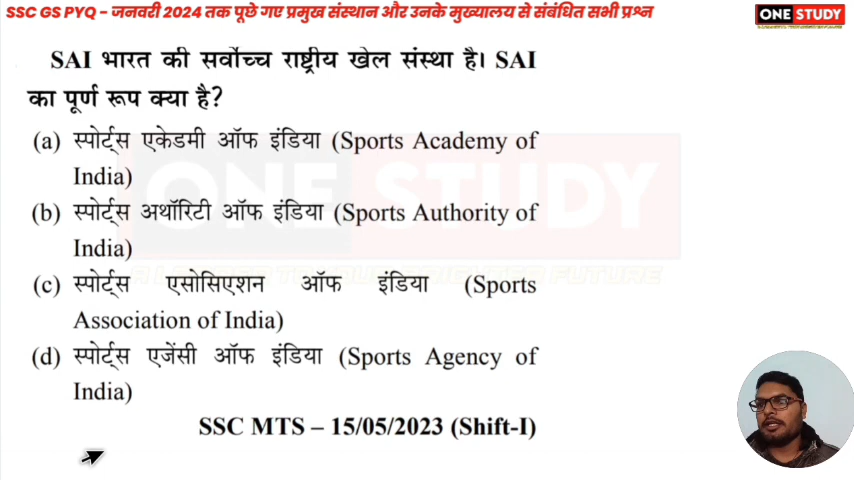 SSC GS PYQ - जनवरी 2024 तक पूछे गए प्रमुख संस्थान और उनके मुख्यालय से संबंधित सभी प्रश्न
ONE STUDY
SAI भारत की सर्वोच्च राष्ट्रीय खेल संस्था है। SAI
का पूर्ण रूप क्या है?
(a) स्पोर्ट्स एकेडमी ऑफ इंडिया (Sports Academy of
India)
(b) स्पोर्ट्स अथॉरिटी ऑफ इंडिया (Sports Authority of
India)
(c) स्पोर्ट्स एसोसिएशन ऑफ इंडिया (Sports
Association of India)
(d) स्पोर्ट्स एजेंसी ऑफ इंडिया (Sports Agency of
India)
SSC MTS – 15/05/2023 (Shift-I)
ONE STUDY